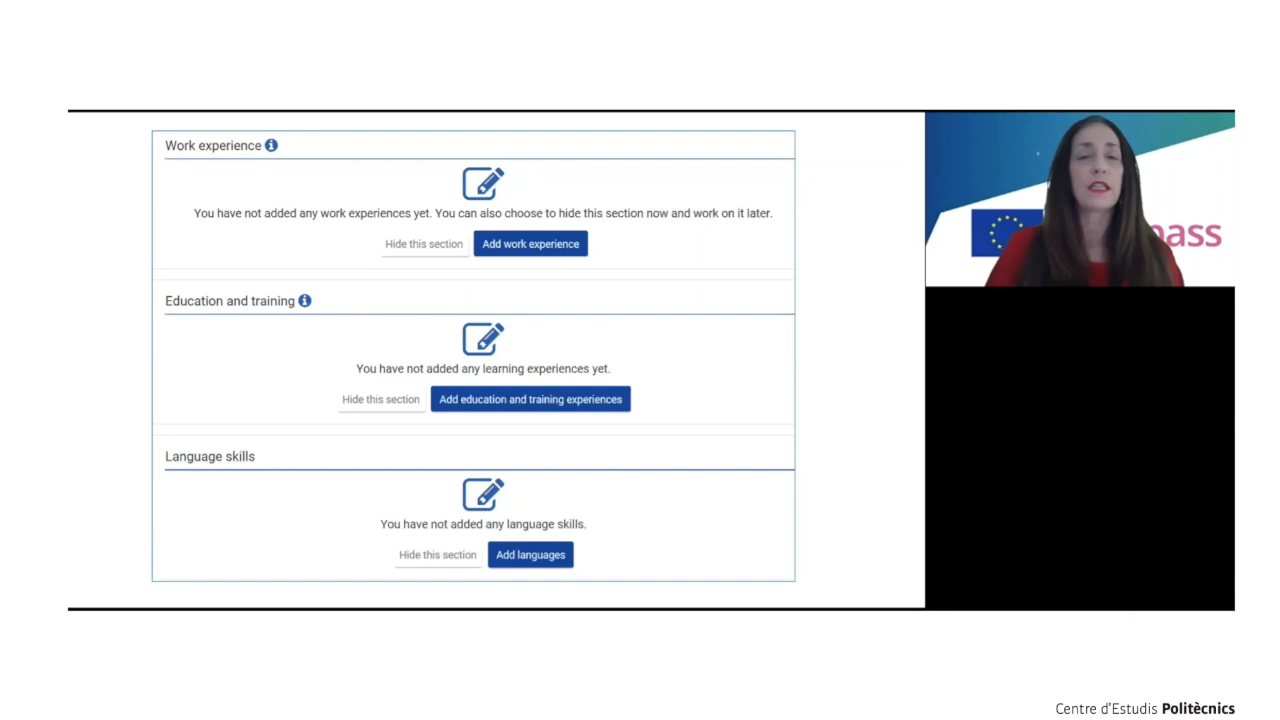 Work experience
You have not added any work experiences yet. You can also choose to hide this section now and work on it later.
Hide this section
Add work experience
Education and training
You have not added any learning experiences yet.
Hide this section
Add education and training experiences
Language skills
You have not added any language skills.
Hide this section
Add languages
pass
Centre d'Estudis Politècnics